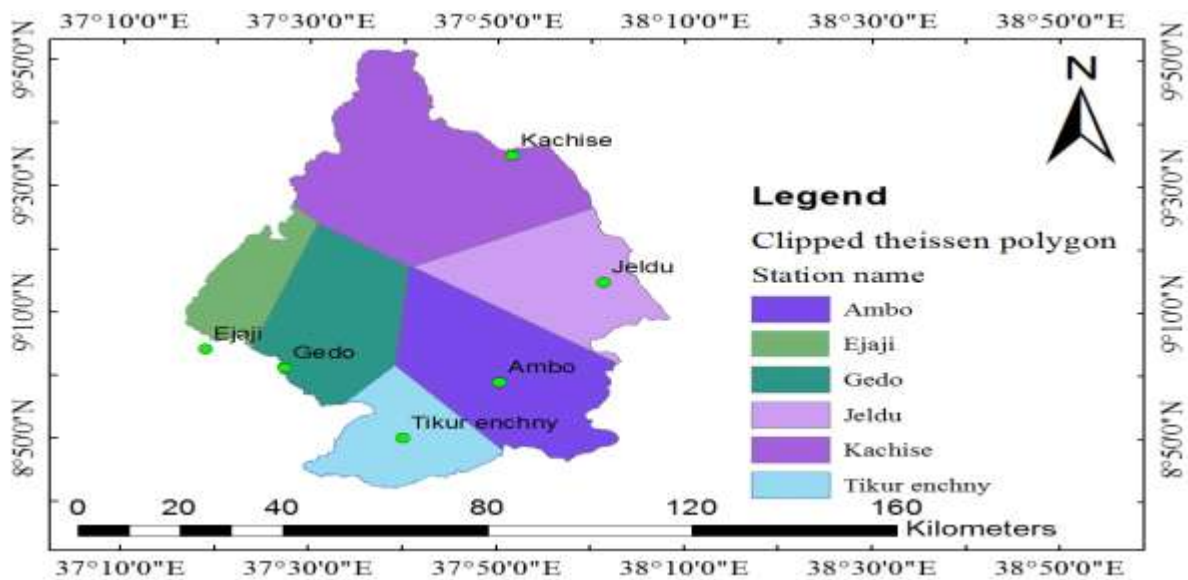 37°10'0"E 37°30'0"E 37°50'0"E 38°10'0"E 38°30'0"E 38°50'0"E
9°50'0"N
9°30'0"N
9°10'0"N
8°50'0"N
N
Kachise
Jeldu
Ejaji
Gedo
Ambo
Tikur enchny
Legend
Clipped theissen polygon
Station name
Ambo
Ejaji
Gedo
Jeldu
Kachise
Tikur enchny
0 20 40 80 120 160
Kilometers
9°50'0"N
9°30'0"N
9°10'0"N
8°50'0"N
37°10'0"E 37°30'0"E 37°50'0"E 38°10'0"E 38°30'0"E 38°50'0"E